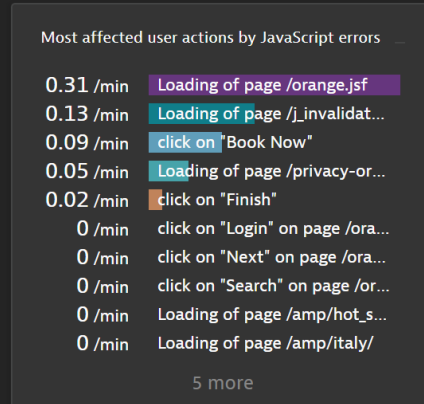 Most affected user actions by JavaScript errors
0.31 /min Loading of page /orange.jsf
0.13 /min Loading of page /j_invalidat...
0.09 /min click on "Book Now"
0.05 /min Loading of page /privacy-or...
0.02 /min click on "Finish"
0 /min click on "Login" on page /ora...
0 /min click on "Next" on page /ora...
0 /min click on "Search" on page /or...
0 /min Loading of page /amp/hot_s...
0 /min Loading of page /amp/italy/
5 more